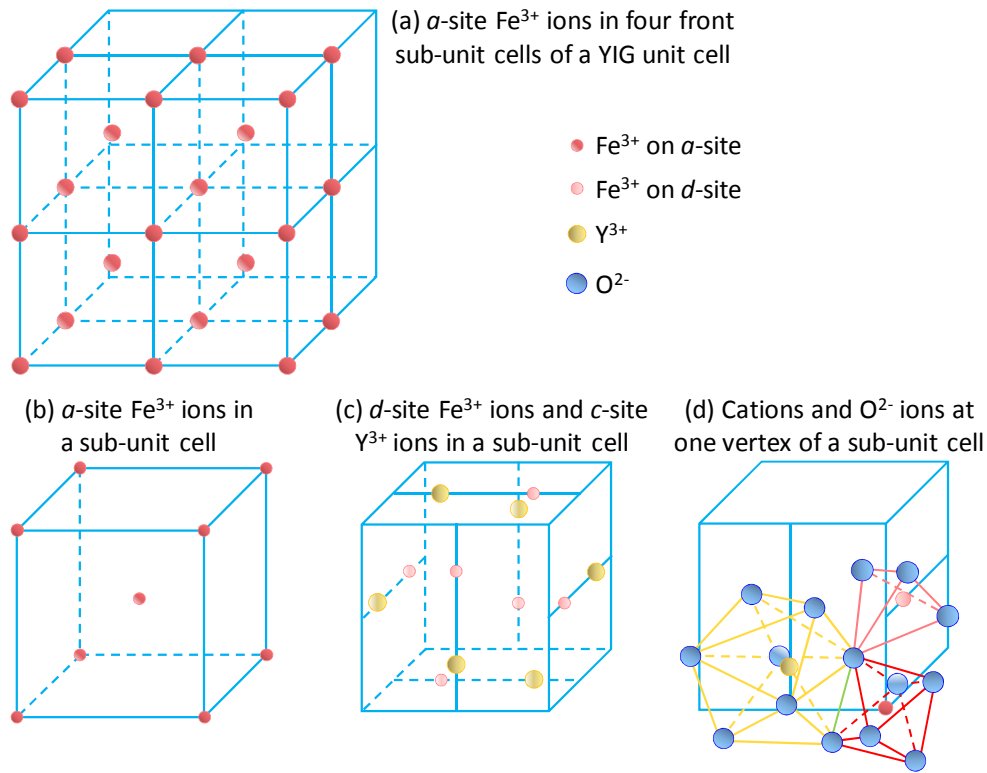 (a) a-site Fe³⁺ ions in four front
sub-unit cells of a YIG unit cell
Fe³⁺ on a-site
Fe³⁺ on d-site
Y³⁺
O²⁻
(b) a-site Fe³⁺ ions in
a sub-unit cell
(c) d-site Fe³⁺ ions and c-site
Y³⁺ ions in a sub-unit cell
(d) Cations and O²⁻ ions at
one vertex of a sub-unit cell